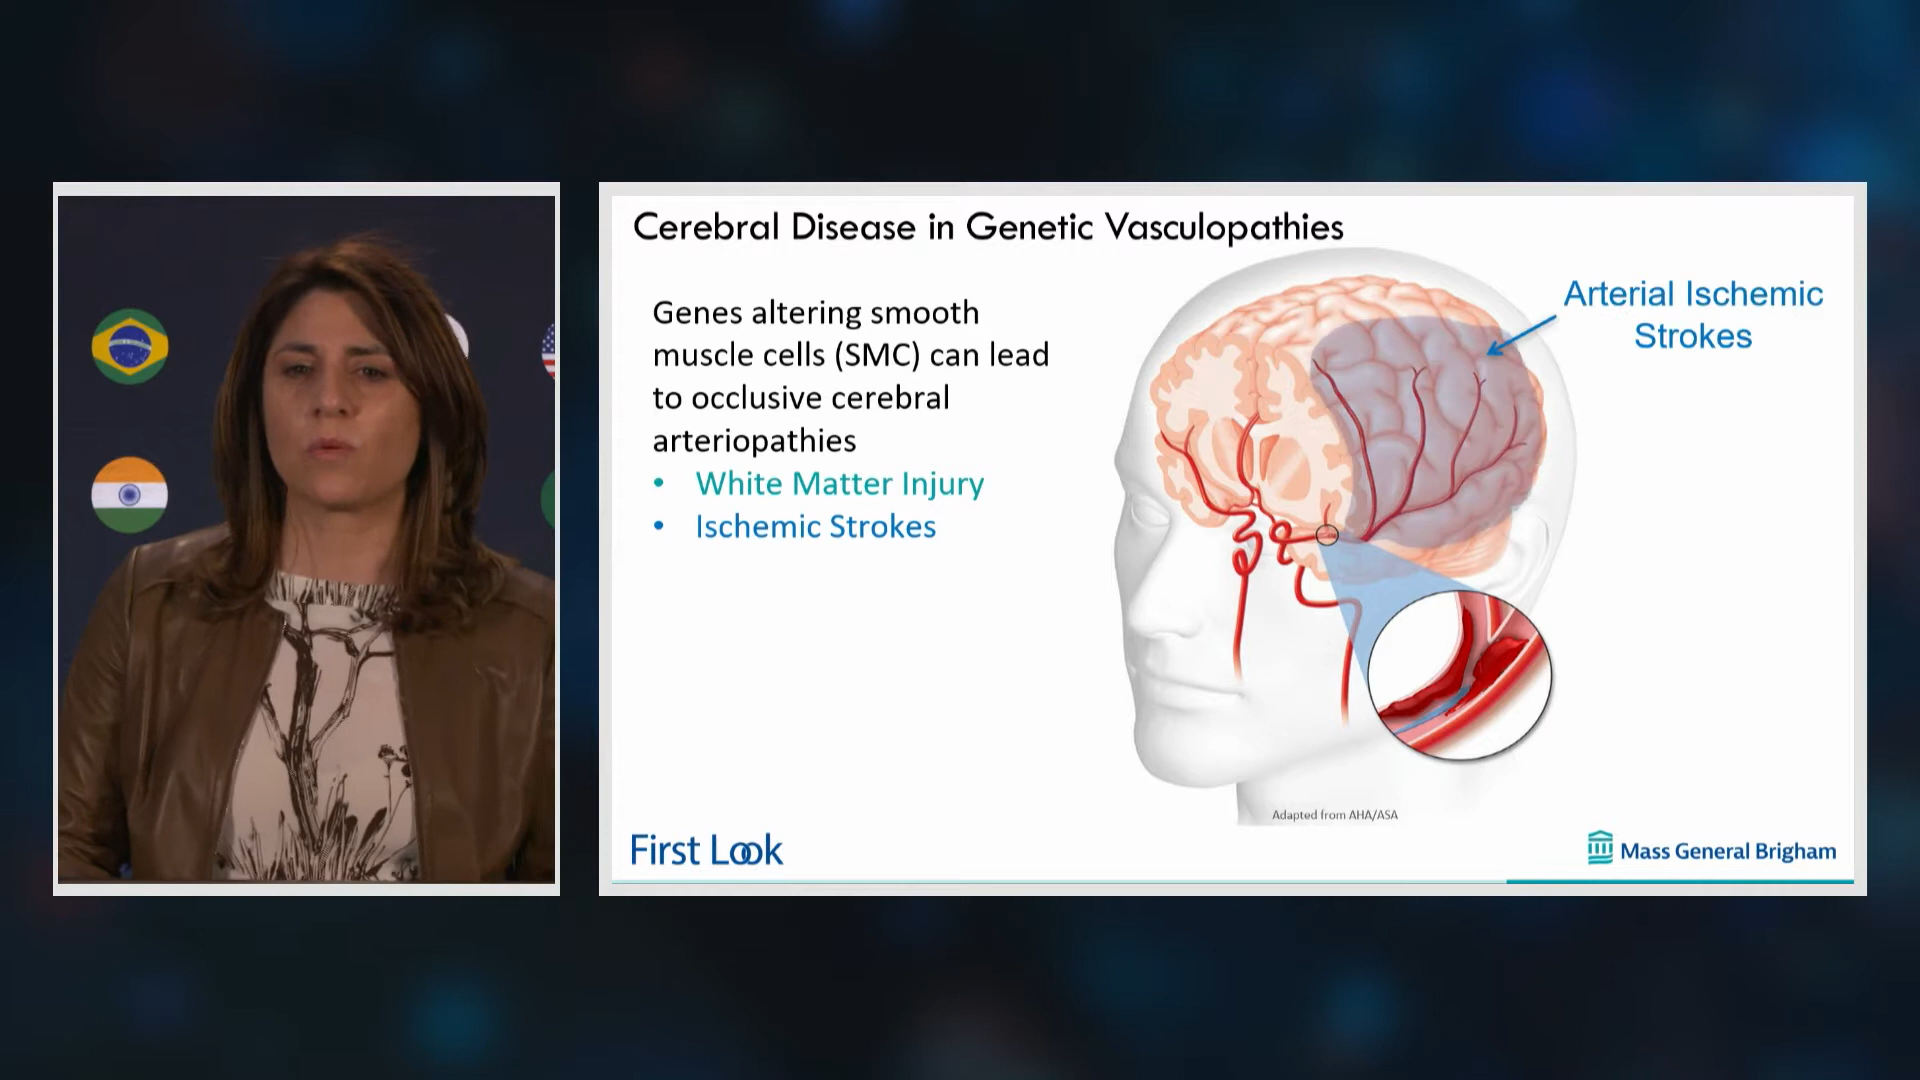 Cerebral Disease in Genetic Vasculopathies
Genes altering smooth
muscle cells (SMC) can lead
to occlusive cerebral
arteriopathies
• White Matter Injury
• Ischemic Strokes
Arterial Ischemic
Strokes
Adapted from AHA/ASA
First Look
Mass General Brigham